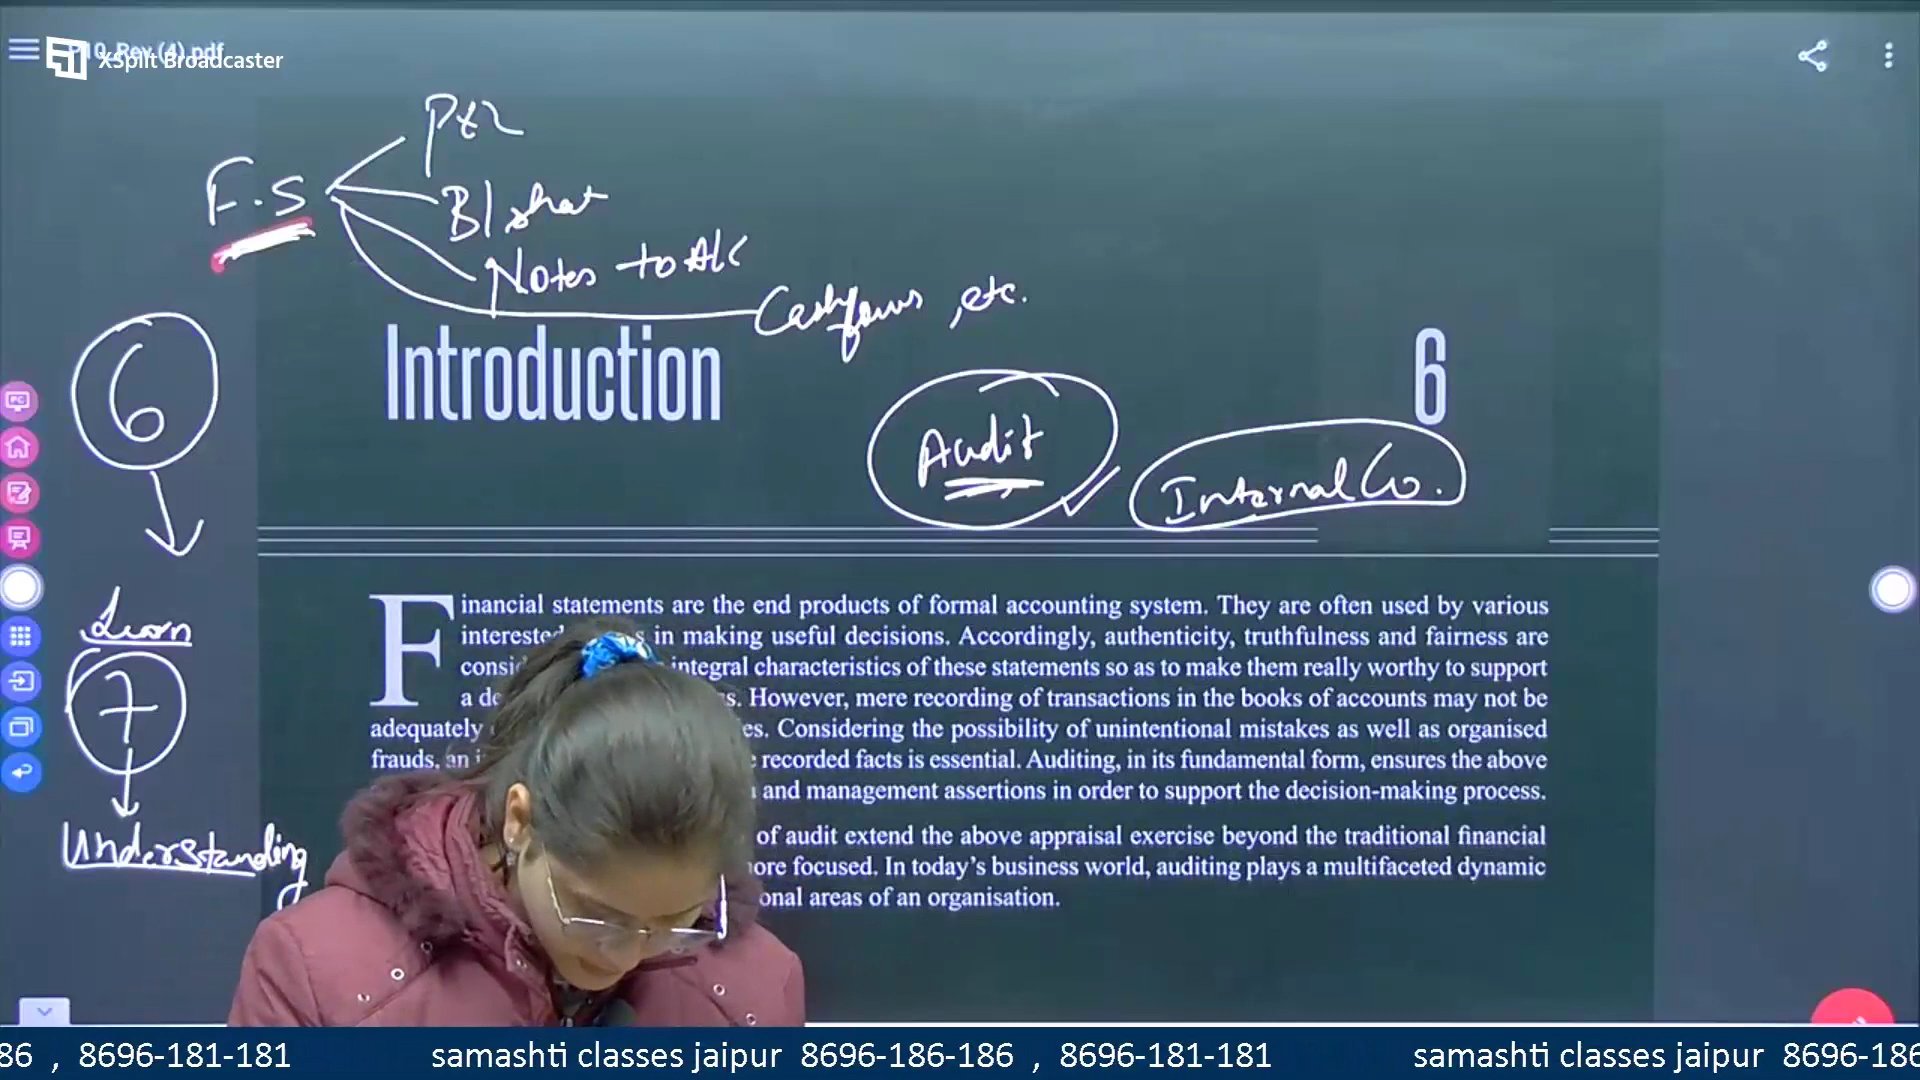 P10_Rev (4).pdf
XSplit Broadcaster
P&L
F.S
B/sheet
Notes to A/C
Cashflows, etc.
Introduction
6
6
Audit
Internal Co.
Learn
7
Understanding
Financial statements are the end products of formal accounting system. They are often used by various
interested in making useful decisions. Accordingly, authenticity, truthfulness and fairness are
integral characteristics of these statements so as to make them really worthy to support
a However, mere recording of transactions in the books of accounts may not be
adequately Considering the possibility of unintentional mistakes as well as organised
frauds, recorded facts is essential. Auditing, in its fundamental form, ensures the above
and management assertions in order to support the decision-making process.
of audit extend the above appraisal exercise beyond the traditional financial
more focused. In today's business world, auditing plays a multifaceted dynamic
areas of an organisation.
86 , 8696-181-181 samashti classes jaipur 8696-186-186 , 8696-181-181 samashti classes jaipur 8696-186